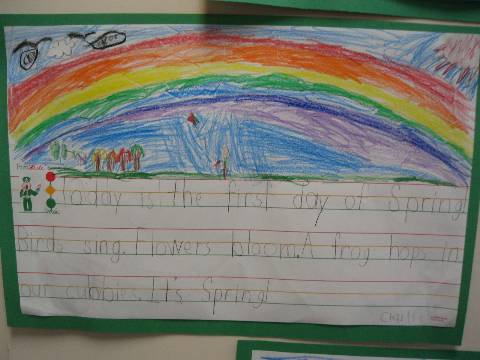 Today is the first day of Spring!
Birds sing. Flowers bloom. A frog hops in
our cubbies. It's Spring!